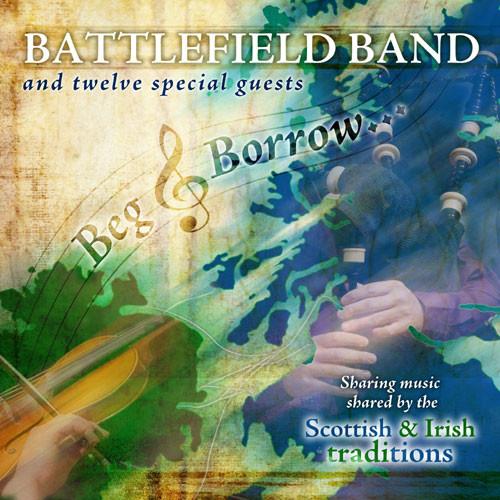 BATTLEFIELD BAND
and twelve special guests
Beg & Borrow...
Sharing music
shared by the
Scottish & Irish
traditions